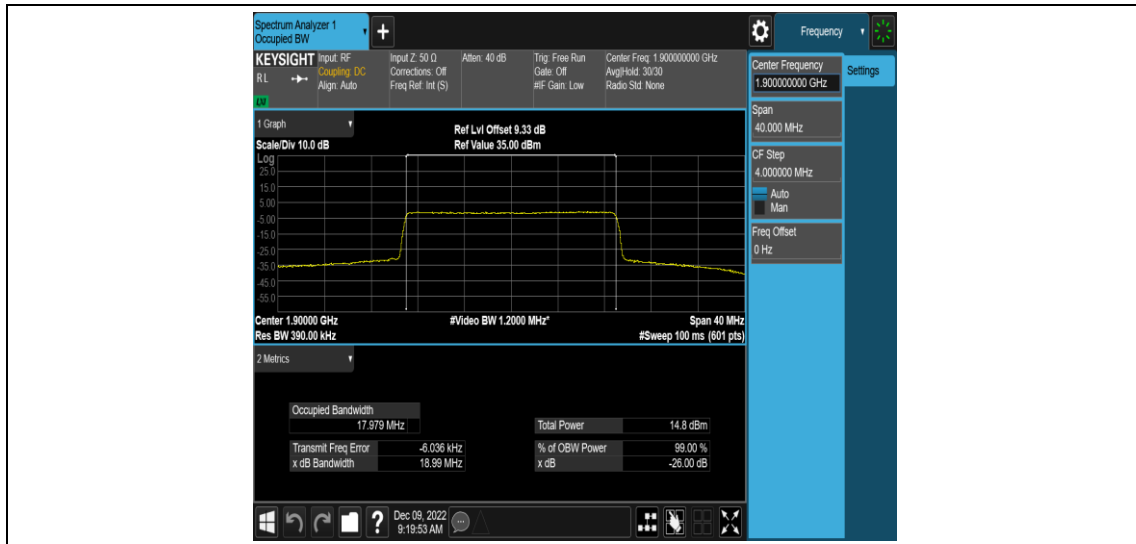 Spectrum Analyzer 1
Occupied BW
+
Frequency
KEYSIGHT
RL
Input: RF
Coupling: DC
Align: Auto
Input Z: 50 Ω
Corrections: Off
Freq Ref: Int (S)
Atten: 40 dB
Trig: Free Run
Gate: Off
#IF Gain: Low
Center Freq: 1.900000000 GHz
Avg|Hold: 30/30
Radio Std: None
Center Frequency
1.900000000 GHz
Settings
Span
40.000 MHz
CF Step
4.000000 MHz
Auto
Man
Freq Offset
0 Hz
1 Graph
Ref Lvl Offset 9.33 dB
Scale/Div 10.0 dB
Ref Value 35.00 dBm
Log
25.0
15.0
5.00
-5.00
-15.0
-25.0
-35.0
-45.0
-55.0
Center 1.90000 GHz
#Video BW 1.2000 MHz*
Span 40 MHz
Res BW 390.00 kHz
#Sweep 100 ms (601 pts)
2 Metrics
Occupied Bandwidth
17.979 MHz
Total Power
14.8 dBm
Transmit Freq Error
-6.036 kHz
% of OBW Power
99.00 %
x dB Bandwidth
18.99 MHz
x dB
-26.00 dB
?
Dec 09, 2022
9:19:53 AM